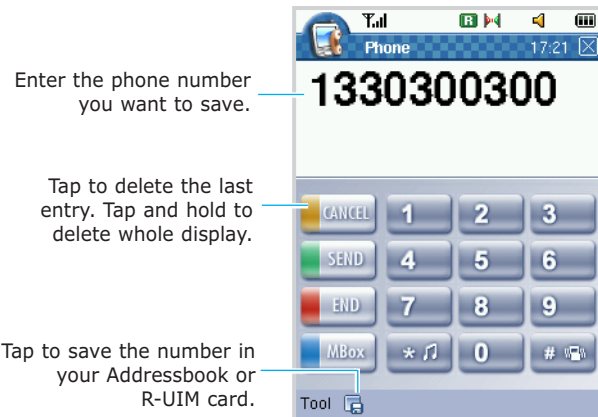 R
Phone 17:21
Enter the phone number
you want to save.
1330300300
Tap to delete the last
entry. Tap and hold to
delete whole display.
CANCEL 1 2 3
SEND 4 5 6
END 7 8 9
MBox * 0 #
Tap to save the number in
your Addressbook or
R-UIM card.
Tool